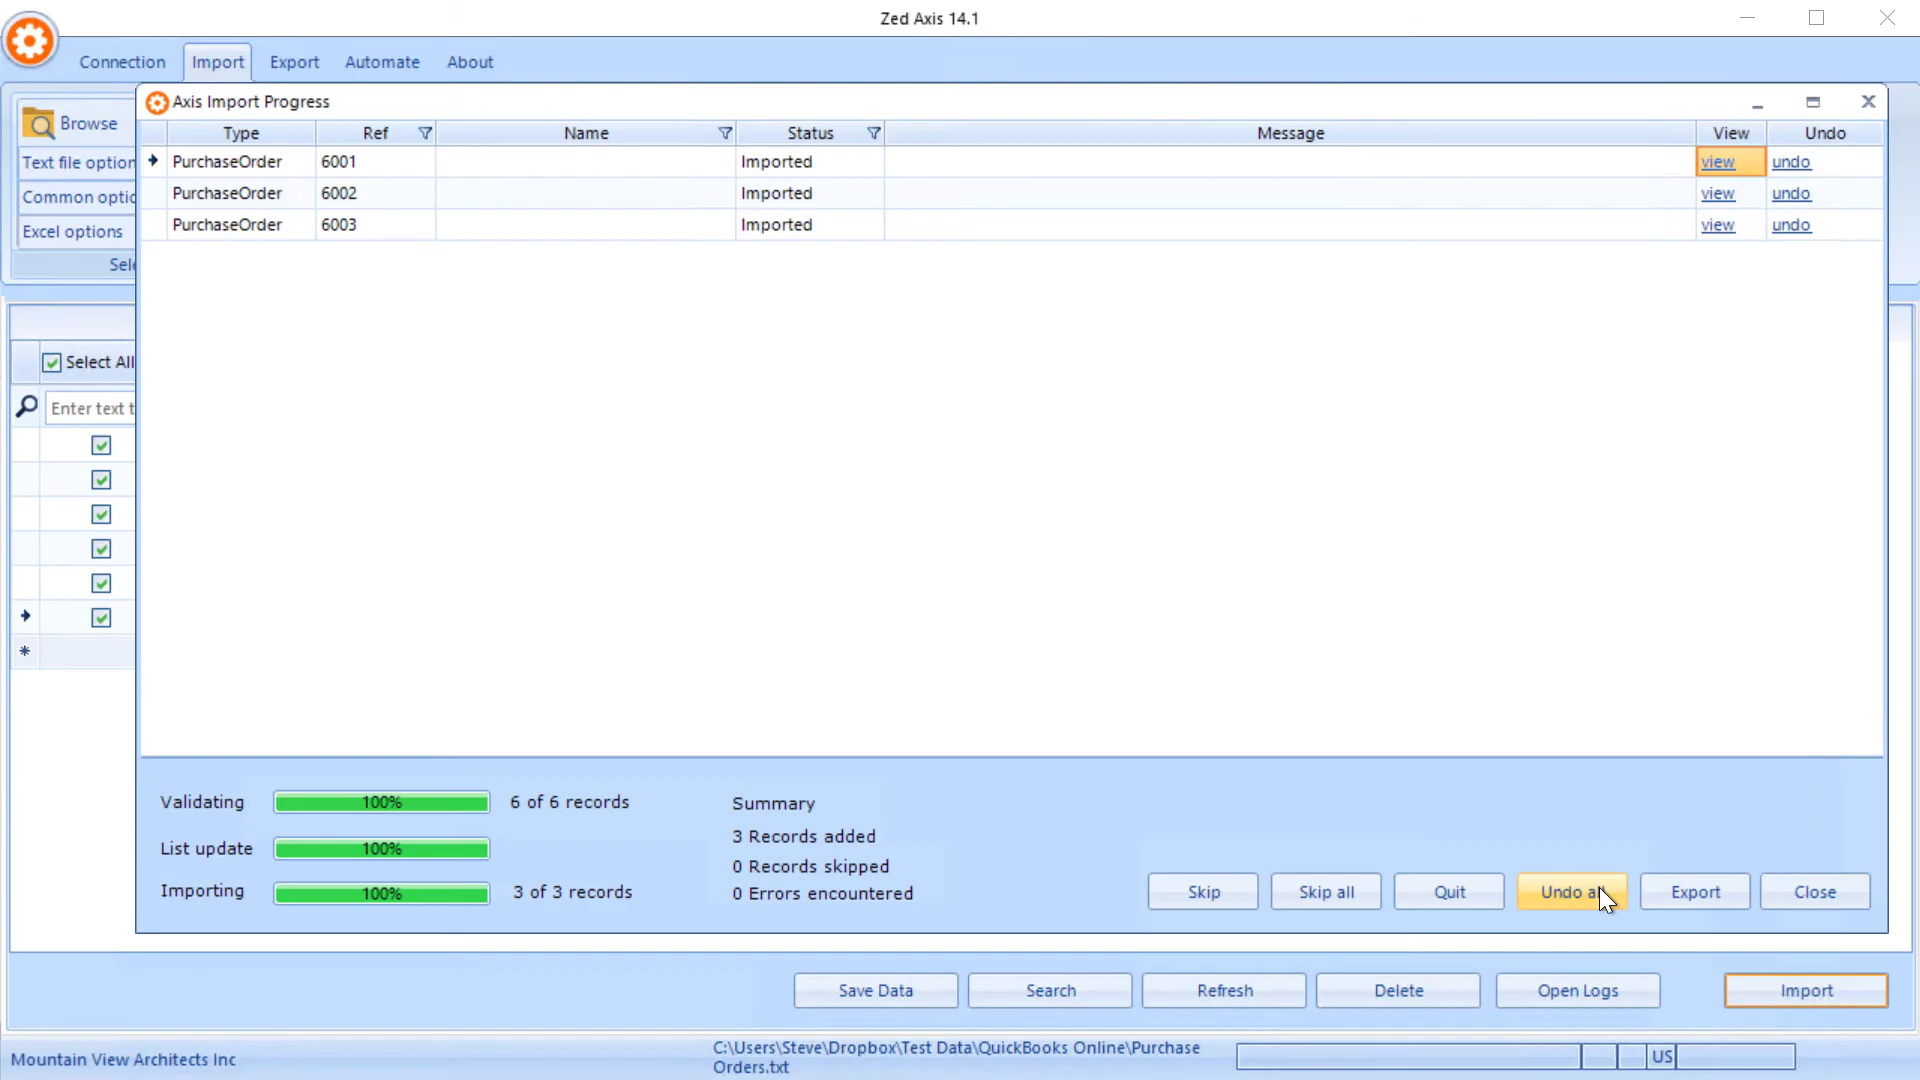 Zed Axis 14.1
Connection Import Export Automate About
Browse
Text file option
Common optic
Excel options
Sele
Axis Import Progress
Type Ref Name Status Message View Undo
PurchaseOrder 6001 Imported view undo
PurchaseOrder 6002 Imported view undo
PurchaseOrder 6003 Imported view undo
Select All
Enter text t
Validating 100% 6 of 6 records
List update 100%
Importing 100% 3 of 3 records
Summary
3 Records added
0 Records skipped
0 Errors encountered
Skip Skip all Quit Undo all Export Close
Save Data Search Refresh Delete Open Logs Import
Mountain View Architects Inc
C:\Users\Steve\Dropbox\Test Data\QuickBooks Online\Purchase
Orders.txt
US